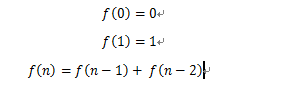 f(0) = 0
f(1) = 1
f(n) = f(n − 1) + f(n − 2)